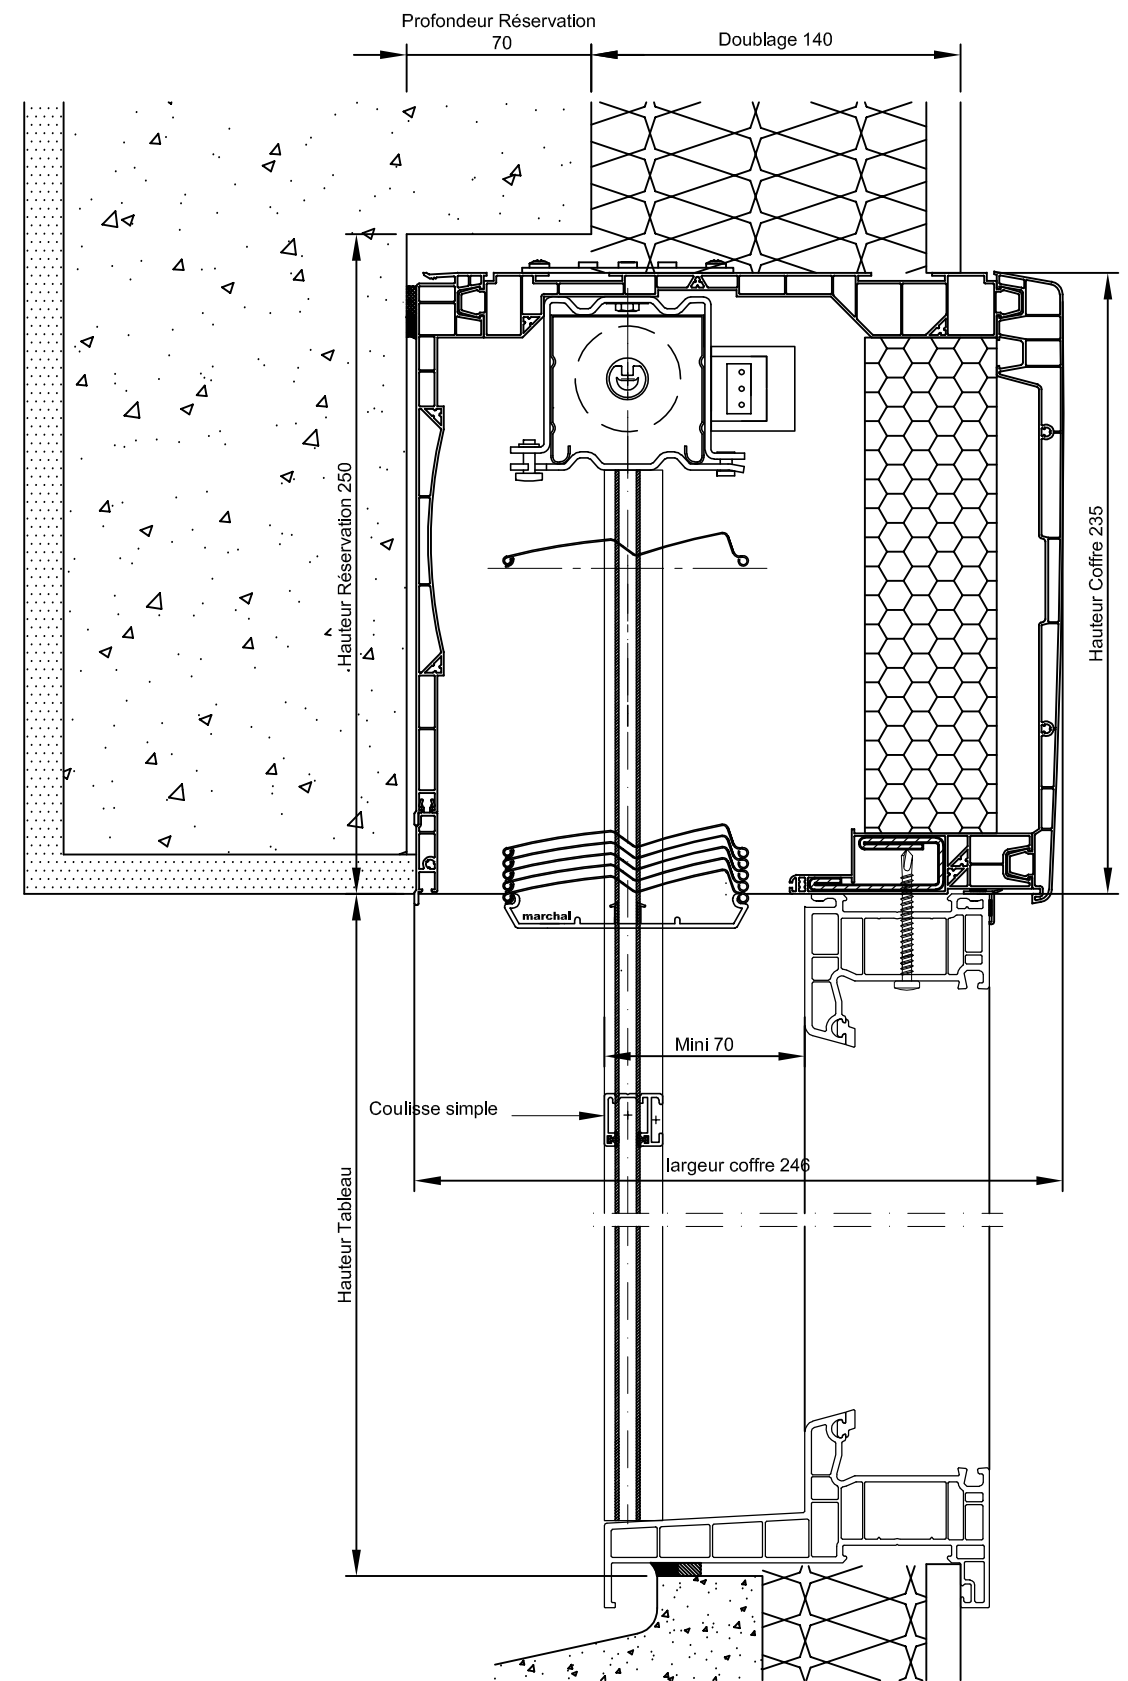 Profondeur Réservation
70
Doublage 140
Hauteur Réservation 250
Hauteur Coffre 235
marchal
Mini 70
Coulisse simple
largeur coffre 246
Hauteur Tableau